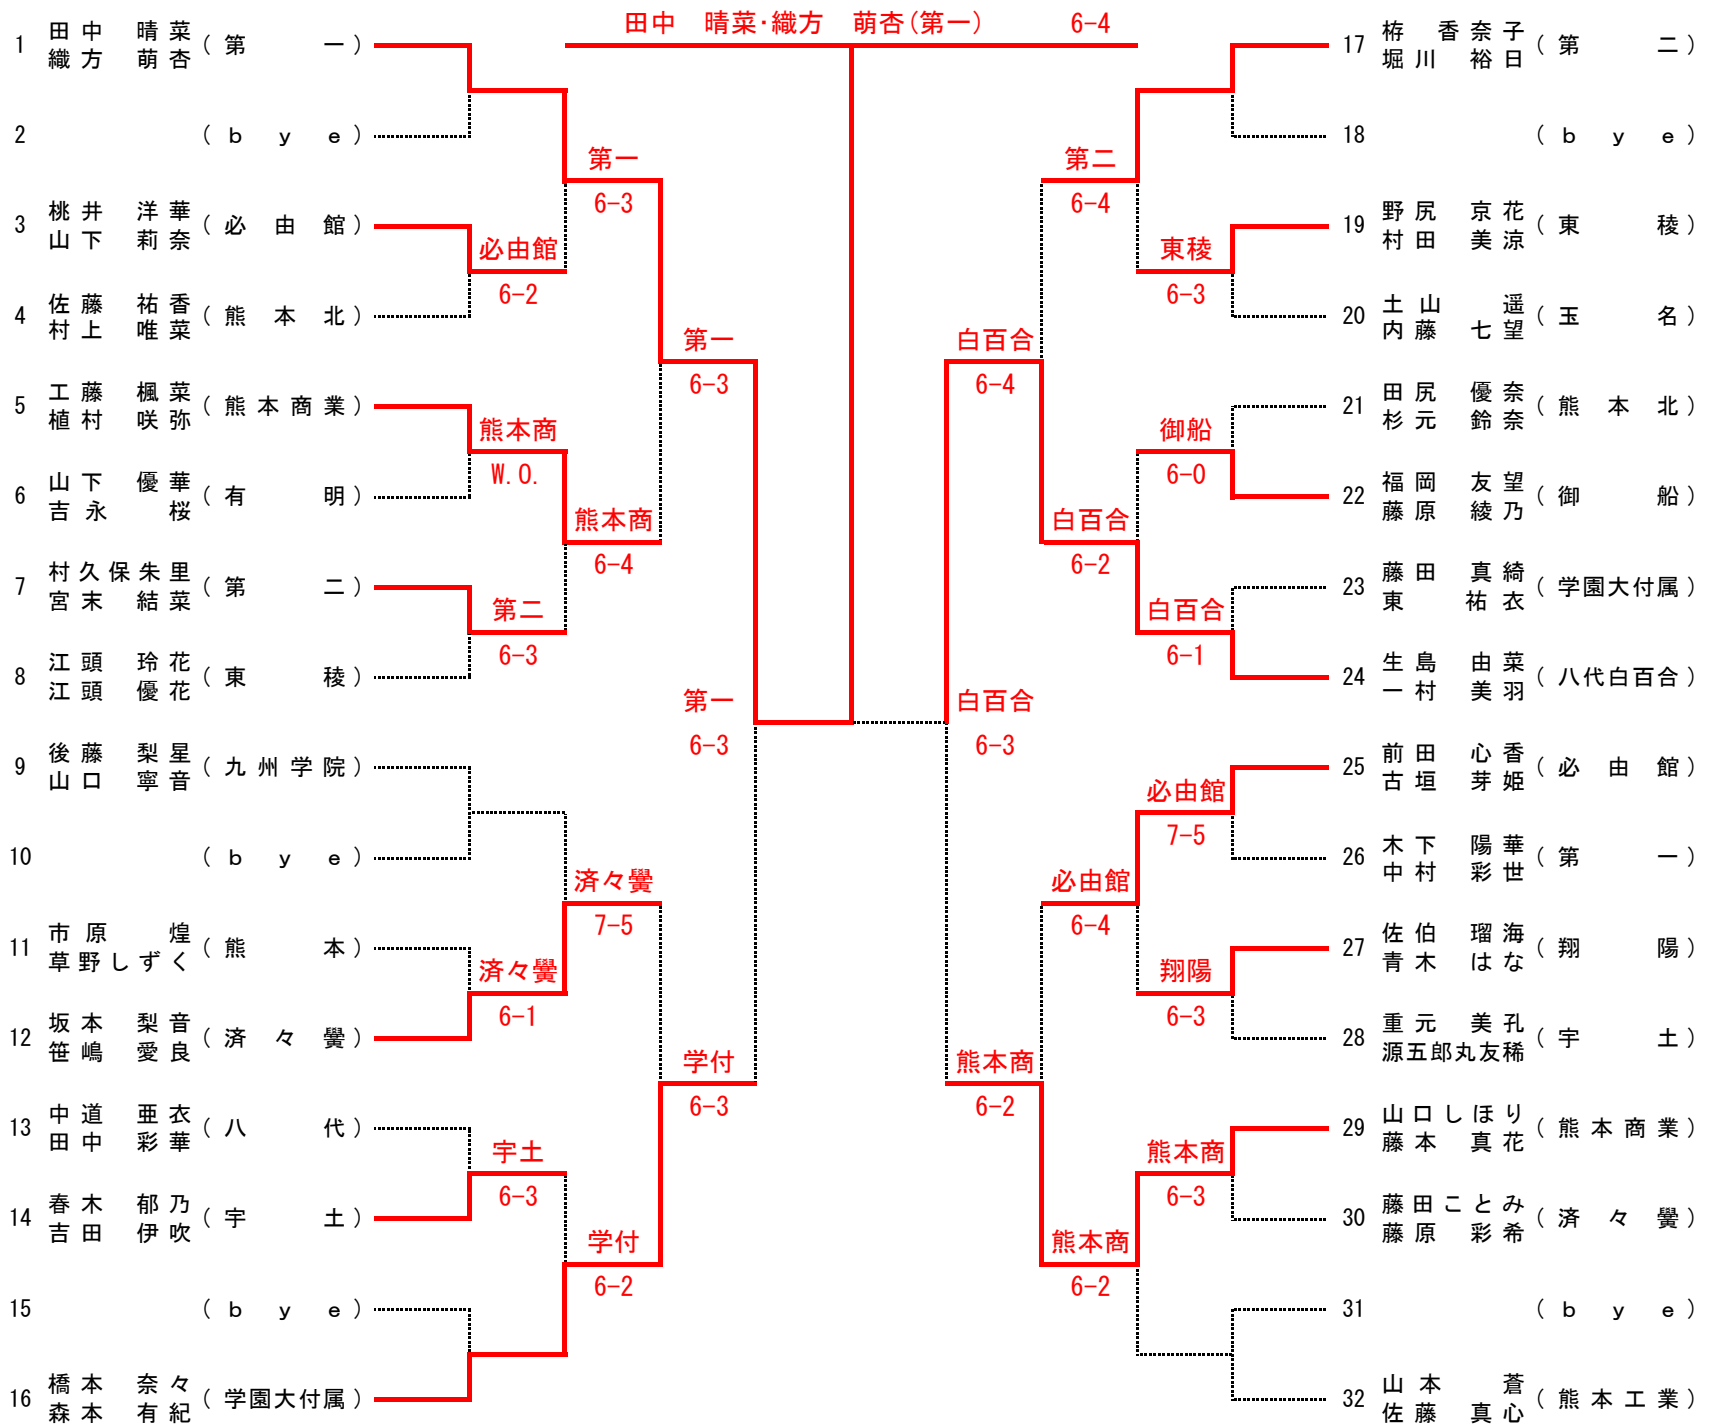 田中 晴菜・織方 萌杏(第一) 6-4
1 田中 晴菜 織方 萌杏 (第一)
2 (bye)
3 桃井 洋華 山下 莉奈 (必由館)
4 佐藤 祐香 村上 唯菜 (熊本北)
5 工藤 楓菜 植村 咲弥 (熊本商業)
6 山下 優華 吉永 桜 (有明)
7 村久保朱里 宮末 結菜 (第二)
8 江頭 玲花 江頭 優花 (東稜)
9 後藤 梨星 山口 寧音 (九州学院)
10 (bye)
11 市原 煌 草野しずく (熊本)
12 坂本 梨音 笹嶋 愛良 (済々黌)
13 中道 亜衣 田中 彩華 (八代)
14 春木 郁乃 吉田 伊吹 (宇土)
15 (bye)
16 橋本 奈々 森本 有紀 (学園大付属)
必由館
6-2
熊本商
W.O.
第二
6-3
済々黌
6-1
宇土
6-3
第一
6-3
熊本商
6-4
済々黌
7-5
学付
6-2
第一
6-3
学付
6-3
第一
6-3
白百合
6-3
白百合
6-4
熊本商
6-2
第二
6-4
白百合
6-2
必由館
6-4
熊本商
6-2
東稜
6-3
御船
6-0
白百合
6-1
必由館
7-5
翔陽
6-3
熊本商
6-3
17 栫 香奈子 堀川 裕日 (第二)
18 (bye)
19 野尻 京花 村田 美涼 (東稜)
20 土山 遥 内藤 七望 (玉名)
21 田尻 優奈 杉元 鈴奈 (熊本北)
22 福岡 友望 藤原 綾乃 (御船)
23 藤田 真綺 東 祐衣 (学園大付属)
24 生島 由菜 一村 美羽 (八代白百合)
25 前田 心香 古垣 芽姫 (必由館)
26 木下 陽華 中村 彩世 (第一)
27 佐伯 瑠海 青木 はな (翔陽)
28 重元 美孔 源五郎丸友稀 (宇土)
29 山口しほり 藤本 真花 (熊本商業)
30 藤田ことみ 藤原 彩希 (済々黌)
31 (bye)
32 山本 蒼 佐藤 真心 (熊本工業)